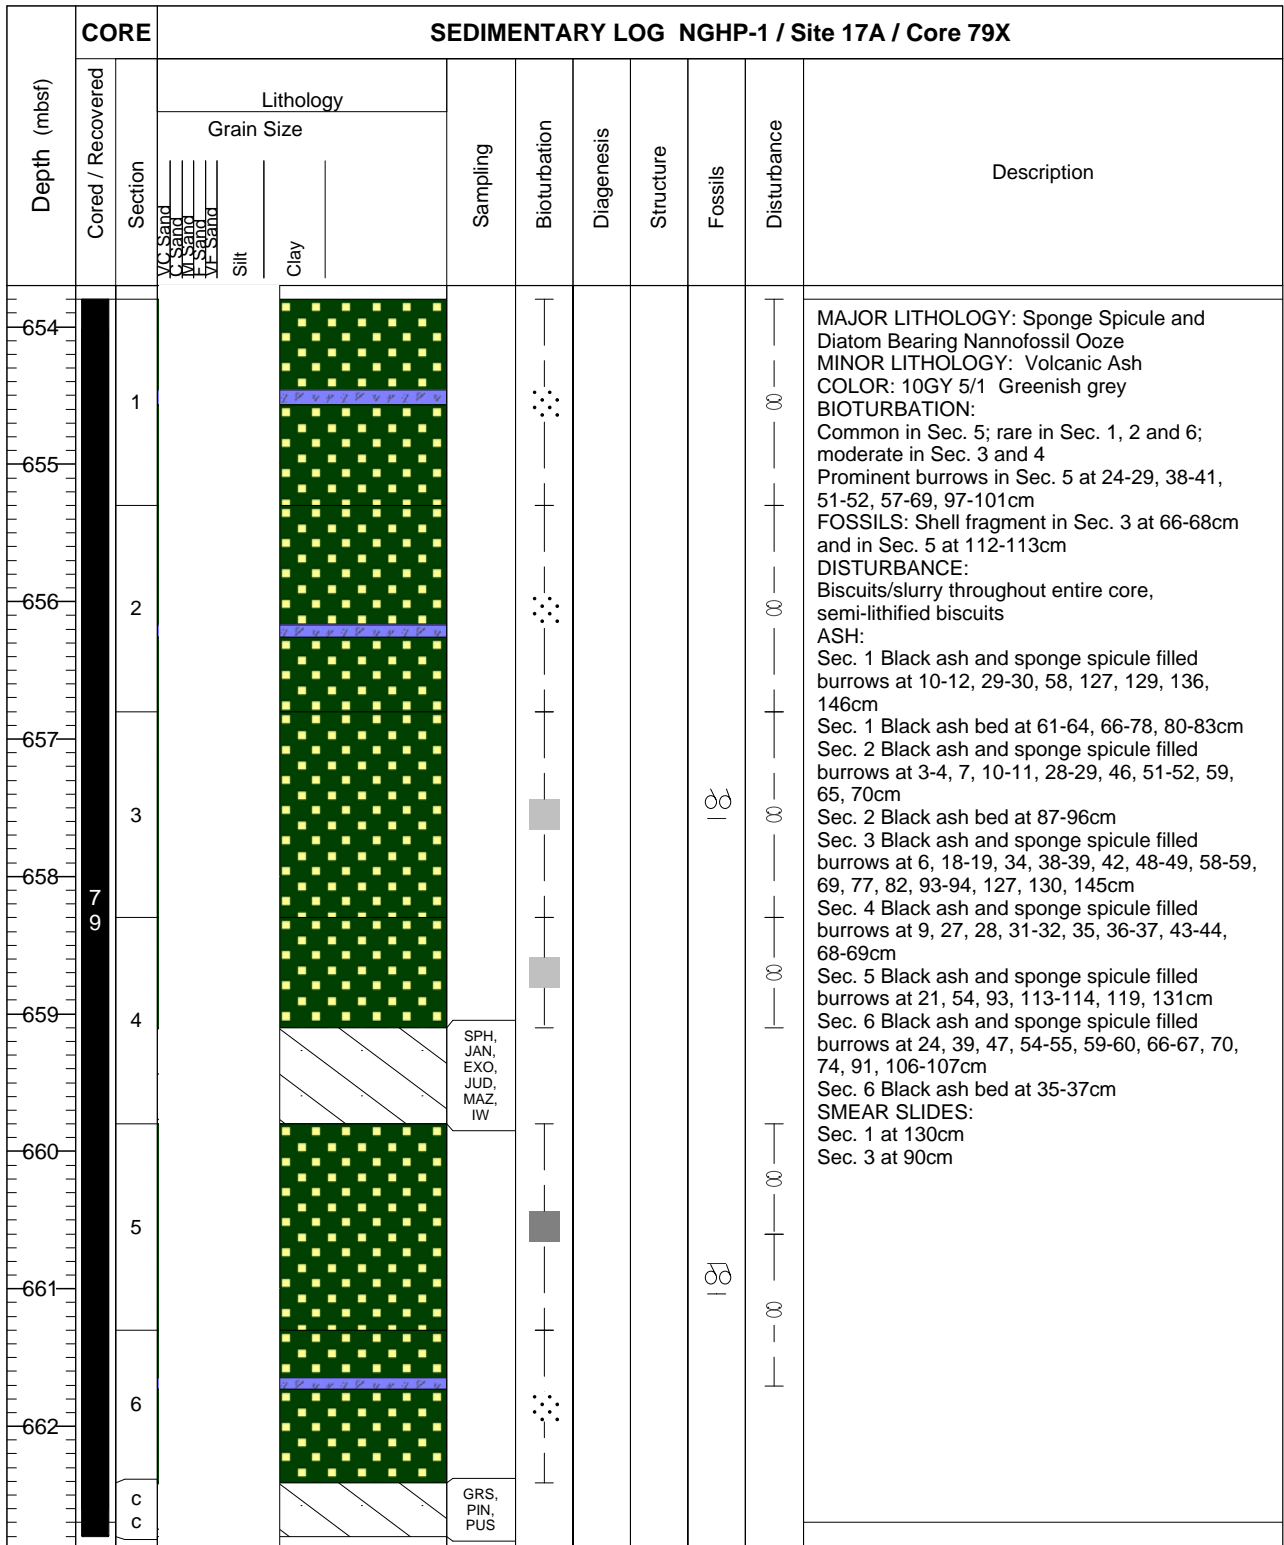 CORE
SEDIMENTARY LOG NGHP-1 / Site 17A / Core 79X
Depth (mbsf)
Cored / Recovered
Section
Lithology
Grain Size
VC Sand
C Sand
M Sand
F Sand
VF Sand
Silt
Clay
Sampling
Bioturbation
Diagenesis
Structure
Fossils
Disturbance
Description
654
655
656
657
658
659
660
661
662
7
9
1
2
3
4
5
6
c
c
SPH,
JAN,
EXO,
JUD,
MAZ,
IW
GRS,
PIN,
PUS
MAJOR LITHOLOGY: Sponge Spicule and
Diatom Bearing Nannofossil Ooze
MINOR LITHOLOGY: Volcanic Ash
COLOR: 10GY 5/1 Greenish grey
BIOTURBATION:
Common in Sec. 5; rare in Sec. 1, 2 and 6;
moderate in Sec. 3 and 4
Prominent burrows in Sec. 5 at 24-29, 38-41,
51-52, 57-69, 97-101cm
FOSSILS: Shell fragment in Sec. 3 at 66-68cm
and in Sec. 5 at 112-113cm
DISTURBANCE:
Biscuits/slurry throughout entire core,
semi-lithified biscuits
ASH:
Sec. 1 Black ash and sponge spicule filled
burrows at 10-12, 29-30, 58, 127, 129, 136,
146cm
Sec. 1 Black ash bed at 61-64, 66-78, 80-83cm
Sec. 2 Black ash and sponge spicule filled
burrows at 3-4, 7, 10-11, 28-29, 46, 51-52, 59,
65, 70cm
Sec. 2 Black ash bed at 87-96cm
Sec. 3 Black ash and sponge spicule filled
burrows at 6, 18-19, 34, 38-39, 42, 48-49, 58-59,
69, 77, 82, 93-94, 127, 130, 145cm
Sec. 4 Black ash and sponge spicule filled
burrows at 9, 27, 28, 31-32, 35, 36-37, 43-44,
68-69cm
Sec. 5 Black ash and sponge spicule filled
burrows at 21, 54, 93, 113-114, 119, 131cm
Sec. 6 Black ash and sponge spicule filled
burrows at 24, 39, 47, 54-55, 59-60, 66-67, 70,
74, 91, 106-107cm
Sec. 6 Black ash bed at 35-37cm
SMEAR SLIDES:
Sec. 1 at 130cm
Sec. 3 at 90cm